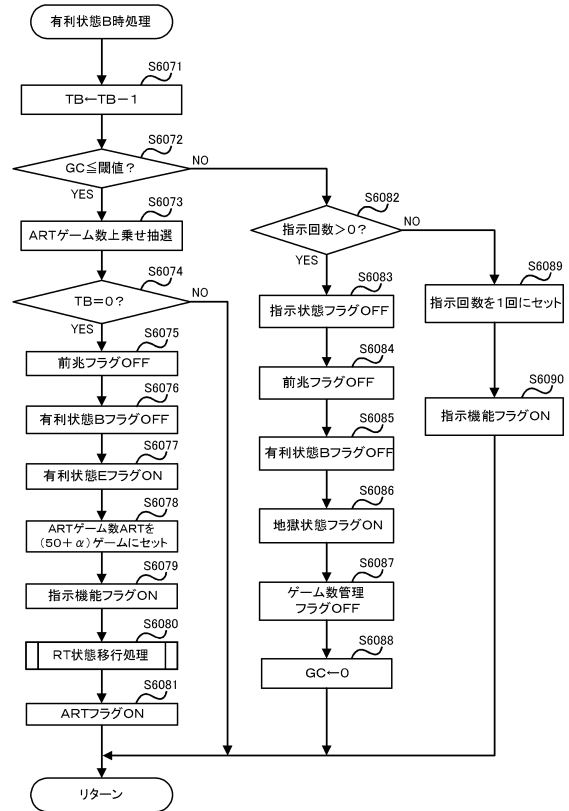 有利状態B時処理
S6071
TB←TB－1
S6072
GC≦閾値？
NO
YES
S6073
ARTゲーム数上乗せ抽選
S6074
TB＝0？
NO
YES
S6075
前兆フラグOFF
S6076
有利状態BフラグOFF
S6077
有利状態EフラグON
S6078
ARTゲーム数ARTを
（50＋α）ゲームにセット
S6079
指示機能フラグON
S6080
RT状態移行処理
S6081
ARTフラグON
リターン
S6082
指示回数＞0？
NO
YES
S6083
指示状態フラグOFF
S6084
前兆フラグOFF
S6085
有利状態BフラグOFF
S6086
地獄状態フラグON
S6087
ゲーム数管理
フラグOFF
S6088
GC←0
S6089
指示回数を1回にセット
S6090
指示機能フラグON